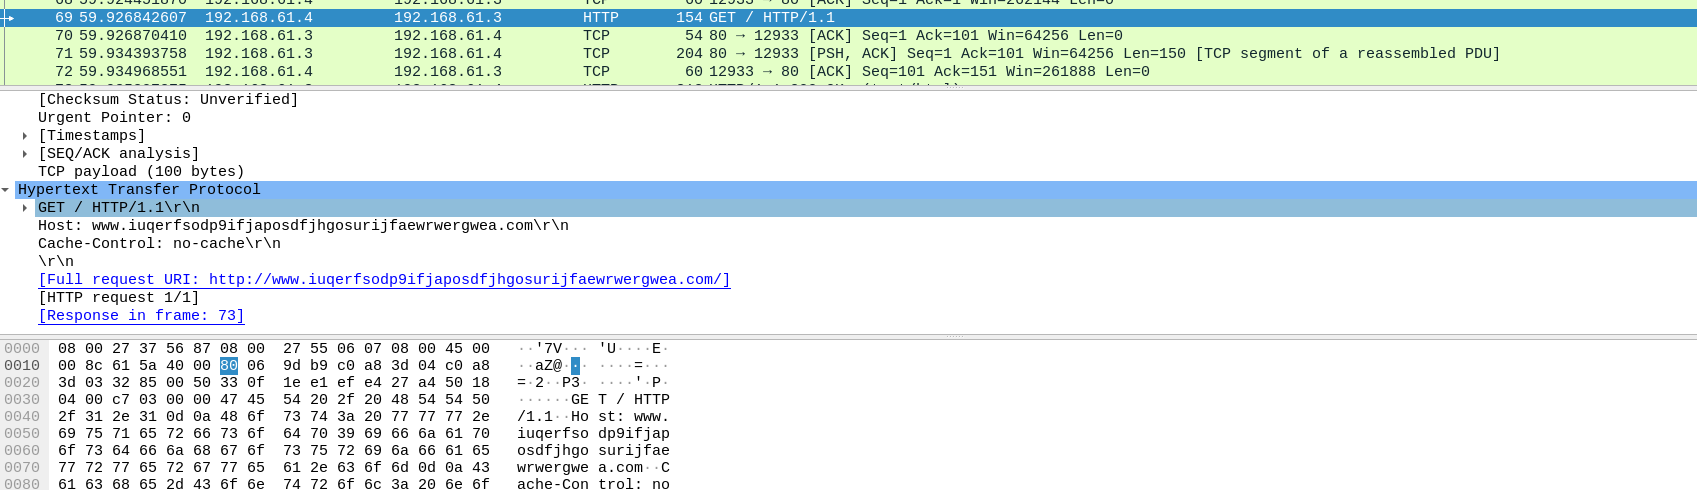 69 59.926842607 192.168.61.4 192.168.61.3 HTTP 154 GET / HTTP/1.1
70 59.926870410 192.168.61.3 192.168.61.4 TCP 54 80 → 12933 [ACK] Seq=1 Ack=101 Win=64256 Len=0
71 59.934393758 192.168.61.3 192.168.61.4 TCP 204 80 → 12933 [PSH, ACK] Seq=1 Ack=101 Win=64256 Len=150 [TCP segment of a reassembled PDU]
72 59.934968551 192.168.61.4 192.168.61.3 TCP 60 12933 → 80 [ACK] Seq=101 Ack=151 Win=261888 Len=0
[Checksum Status: Unverified]
Urgent Pointer: 0
[Timestamps]
[SEQ/ACK analysis]
TCP payload (100 bytes)
Hypertext Transfer Protocol
GET / HTTP/1.1\r\n
Host: www.iuqerfsodp9ifjaposdfjhgosurijfaewrwergwea.com\r\n
Cache-Control: no-cache\r\n
\r\n
[Full request URI: http://www.iuqerfsodp9ifjaposdfjhgosurijfaewrwergwea.com/]
[HTTP request 1/1]
[Response in frame: 73]
0000 08 00 27 37 56 87 08 00 27 55 06 07 08 00 45 00 ··'7V··· 'U····E·
0010 00 8c 61 5a 40 00 80 06 9d b9 c0 a8 3d 04 c0 a8 ··aZ@··· ····=···
0020 3d 03 32 85 00 50 33 0f 1e e1 ef e4 27 a4 50 18 =·2··P3· ····'·P·
0030 04 00 c7 03 00 00 47 45 54 20 2f 20 48 54 54 50 ······GE T / HTTP
0040 2f 31 2e 31 0d 0a 48 6f 73 74 3a 20 77 77 77 2e /1.1··Ho st: www.
0050 69 75 71 65 72 66 73 6f 64 70 39 69 66 6a 61 70 iuqerfso dp9ifjap
0060 6f 73 64 66 6a 68 67 6f 73 75 72 69 6a 66 61 65 osdfjhgo surijfae
0070 77 72 77 65 72 67 77 65 61 2e 63 6f 6d 0d 0a 43 wrwergwe a.com··C
0080 61 63 68 65 2d 43 6f 6e 74 72 6f 6c 3a 20 6e 6f ache-Con trol: no